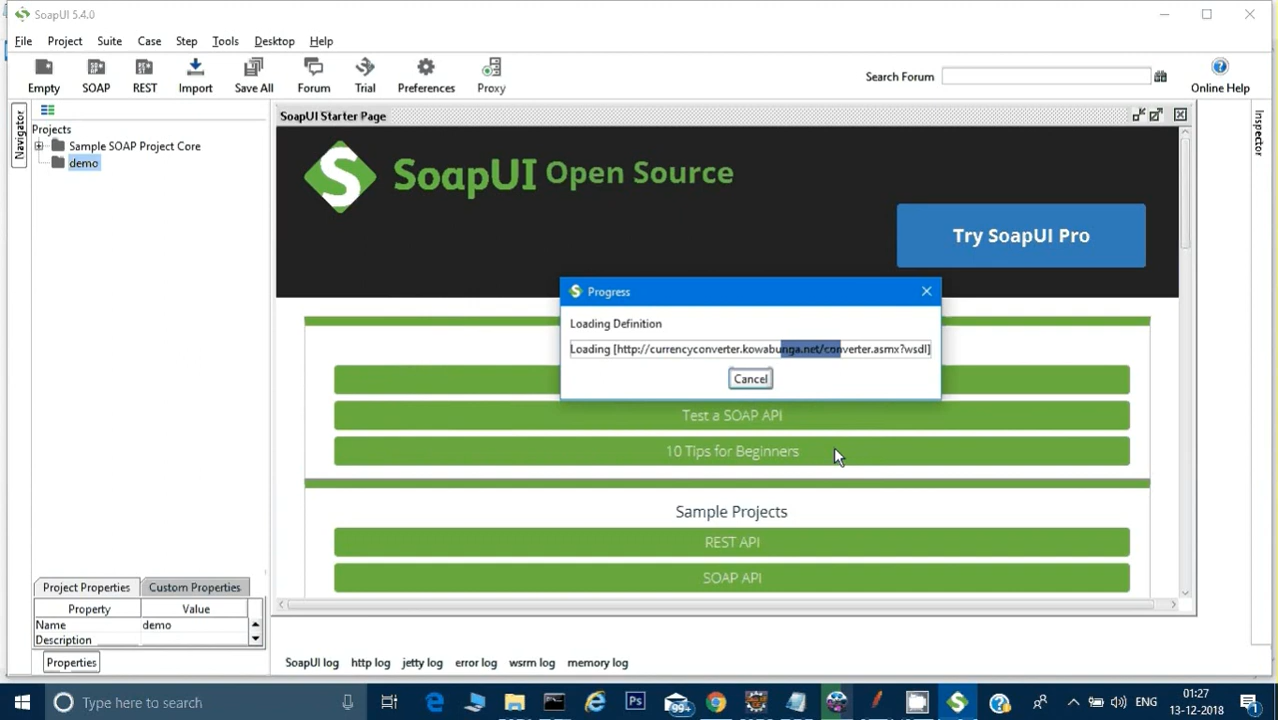 SoapUI 5.4.0
File Project Suite Case Step Tools Desktop Help
Empty SOAP REST Import Save All Forum Trial Preferences Proxy
Search Forum
Online Help
Navigator
Projects
Sample SOAP Project Core
demo
SoapUI Starter Page
Inspector
SoapUI Open Source
Try SoapUI Pro
Progress
Loading Definition
Loading [http://currencyconverter.kowabunga.net/converter.asmx?wsdl]
Cancel
Test a SOAP API
10 Tips for Beginners
Sample Projects
REST API
SOAP API
Project Properties Custom Properties
Property Value
Name demo
Description
Properties
SoapUI log http log jetty log error log wsrm log memory log
Type here to search
99+
ENG
01:27
13-12-2018
1